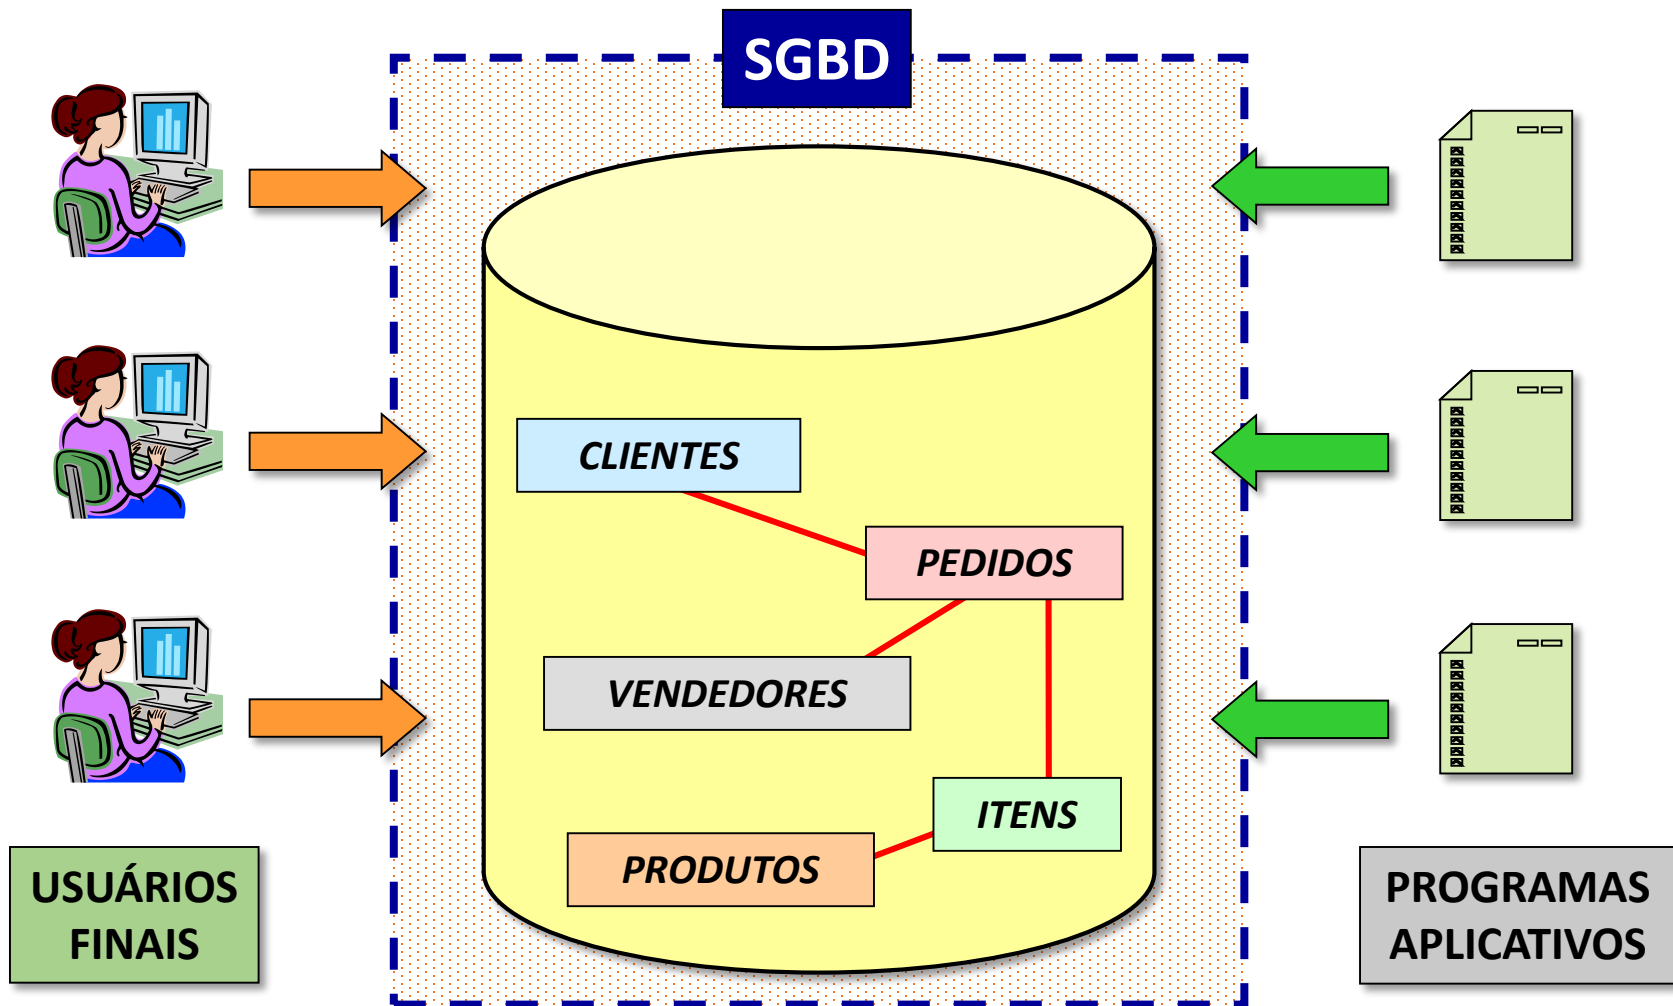 SGBD
CLIENTES
PEDIDOS
VENDEDORES
ITENS
PRODUTOS
USUÁRIOS
FINAIS
PROGRAMAS
APLICATIVOS